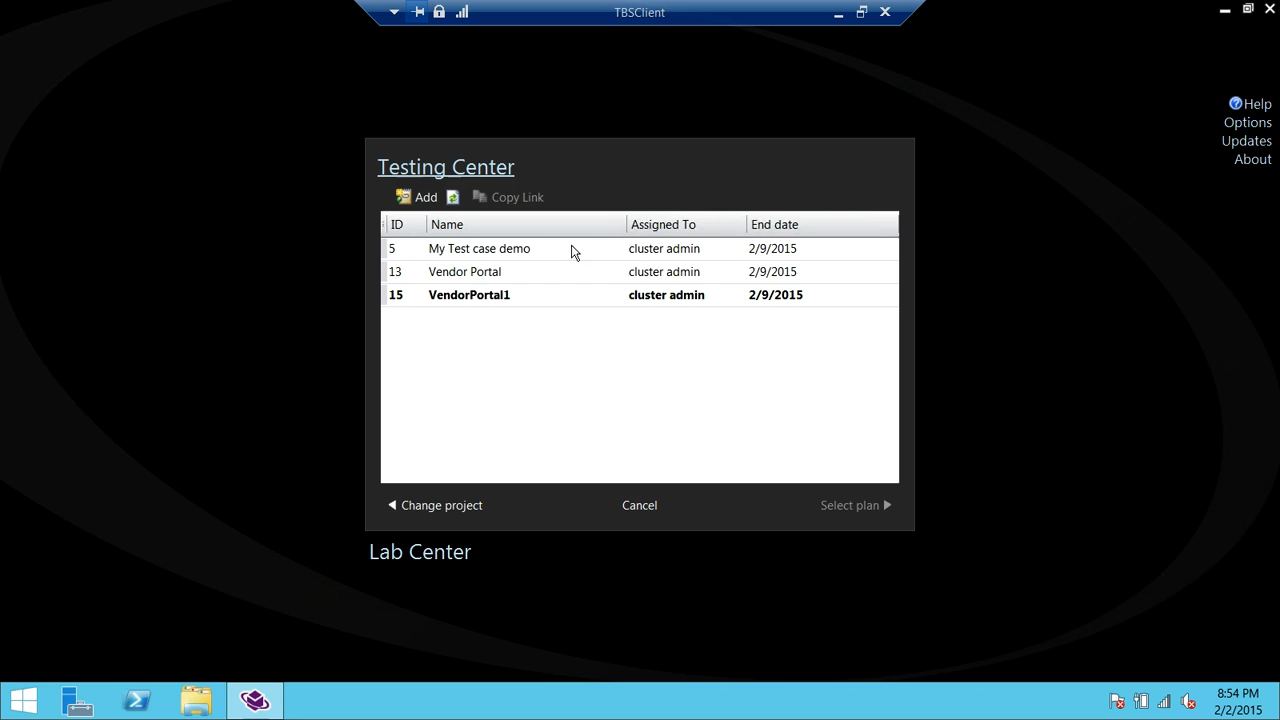 TBSClient
Help
Options
Updates
About
Testing Center
Add Copy Link
ID Name Assigned To End date
5 My Test case demo cluster admin 2/9/2015
13 Vendor Portal cluster admin 2/9/2015
15 VendorPortal1 cluster admin 2/9/2015
Change project Cancel Select plan
Lab Center
8:54 PM
2/2/2015